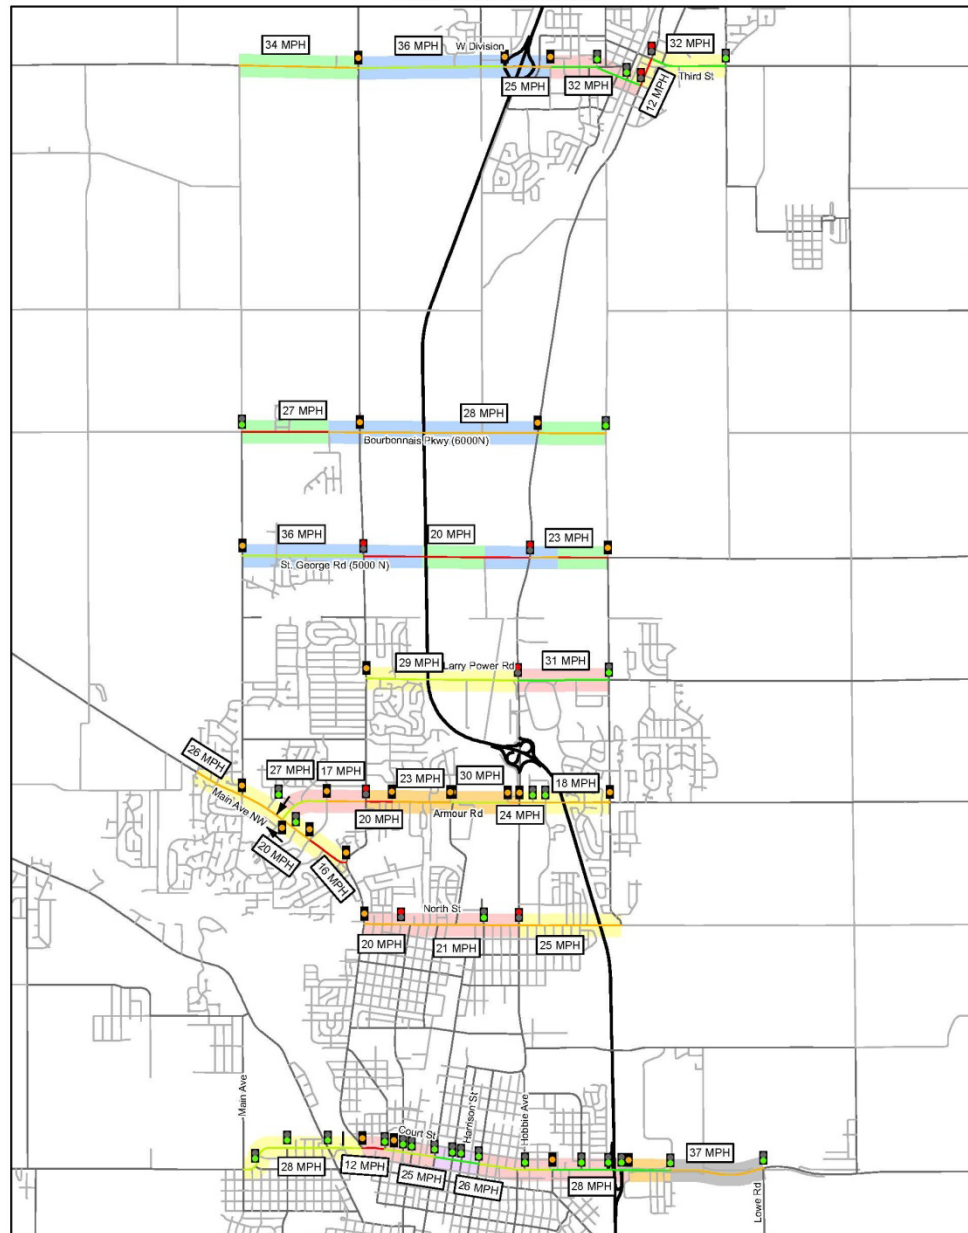 34 MPH
36 MPH
W Division
32 MPH
25 MPH
32 MPH
12 MPH
Third St
27 MPH
28 MPH
Bourbonnais Pkwy (6000N)
36 MPH
20 MPH
23 MPH
St. George Rd (5000 N)
29 MPH
Larry Power Rd
31 MPH
26 MPH
27 MPH
17 MPH
23 MPH
30 MPH
18 MPH
Main Ave NW
20 MPH
Armour Rd
24 MPH
20 MPH
16 MPH
North St
20 MPH
21 MPH
25 MPH
Main Ave
Court St
Harrison St
Hobbie Ave
28 MPH
12 MPH
25 MPH
26 MPH
28 MPH
37 MPH
Lowe Rd